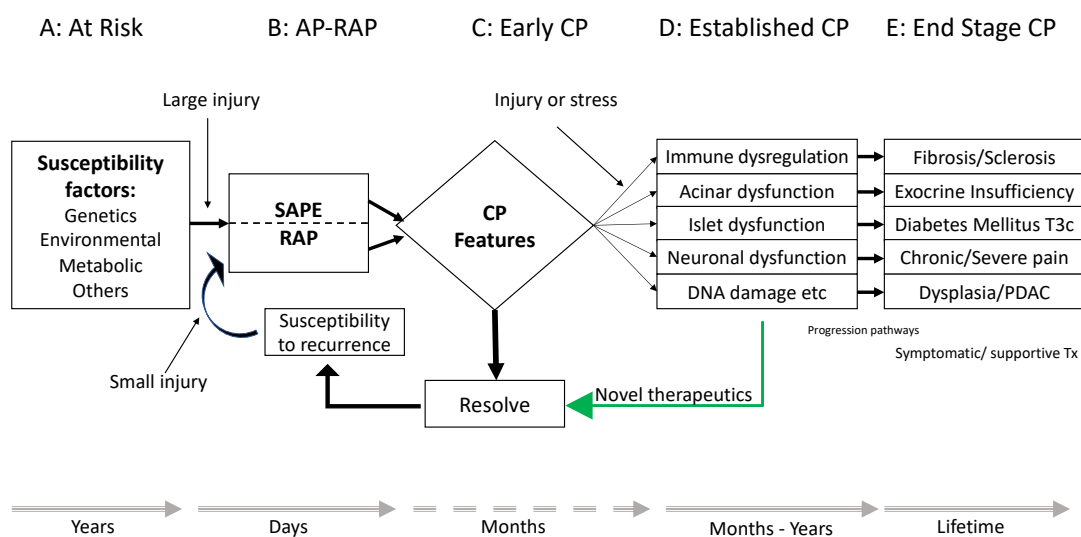 A: At Risk
B: AP-RAP
C: Early CP
D: Established CP
E: End Stage CP
Large injury
Injury or stress
Susceptibility
factors:
Genetics
Environmental
Metabolic
Others
SAPE
RAP
CP
Features
Immune dysregulation
Acinar dysfunction
Islet dysfunction
Neuronal dysfunction
DNA damage etc
Fibrosis/Sclerosis
Exocrine Insufficiency
Diabetes Mellitus T3c
Chronic/Severe pain
Dysplasia/PDAC
Susceptibility
to recurrence
Small injury
Progression pathways
Symptomatic/ supportive Tx
Resolve
Novel therapeutics
Years
Days
Months
Months - Years
Lifetime